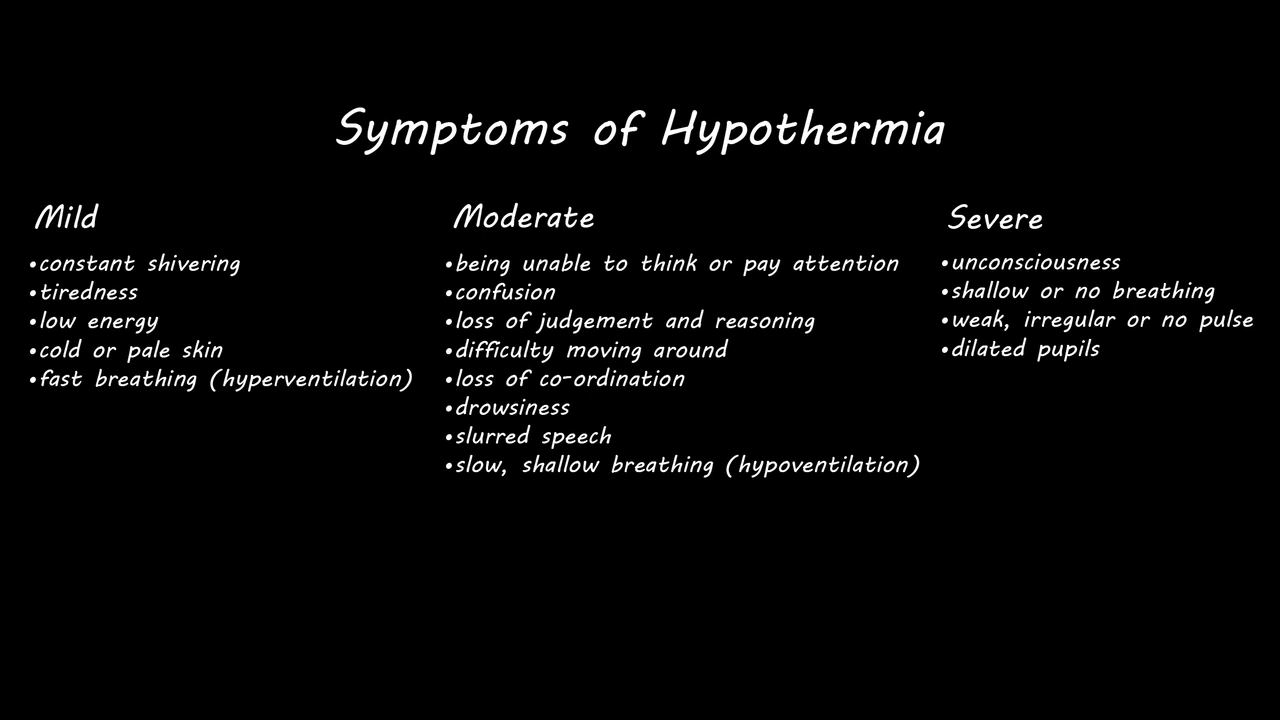 Symptoms of Hypothermia
Mild
•constant shivering
•tiredness
•low energy
•cold or pale skin
•fast breathing (hyperventilation)
Moderate
•being unable to think or pay attention
•confusion
•loss of judgement and reasoning
•difficulty moving around
•loss of co-ordination
•drowsiness
•slurred speech
•slow, shallow breathing (hypoventilation)
Severe
•unconsciousness
•shallow or no breathing
•weak, irregular or no pulse
•dilated pupils